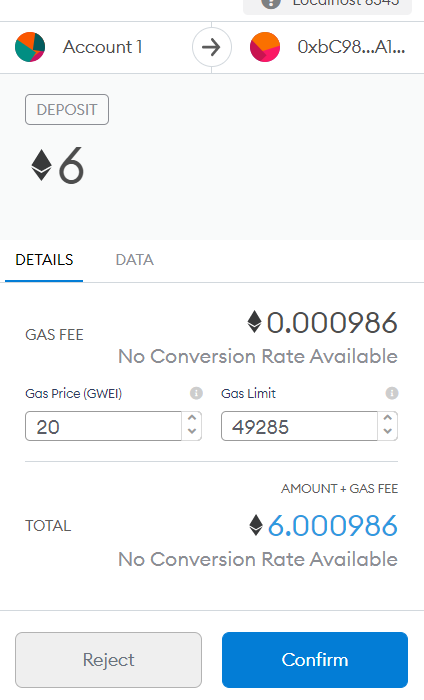 Localhost 8545
Account 1
0xbC98...A1...
DEPOSIT
6
DETAILS
DATA
GAS FEE
0.000986
No Conversion Rate Available
Gas Price (GWEI)
Gas Limit
20
49285
AMOUNT + GAS FEE
TOTAL
6.000986
No Conversion Rate Available
Reject
Confirm